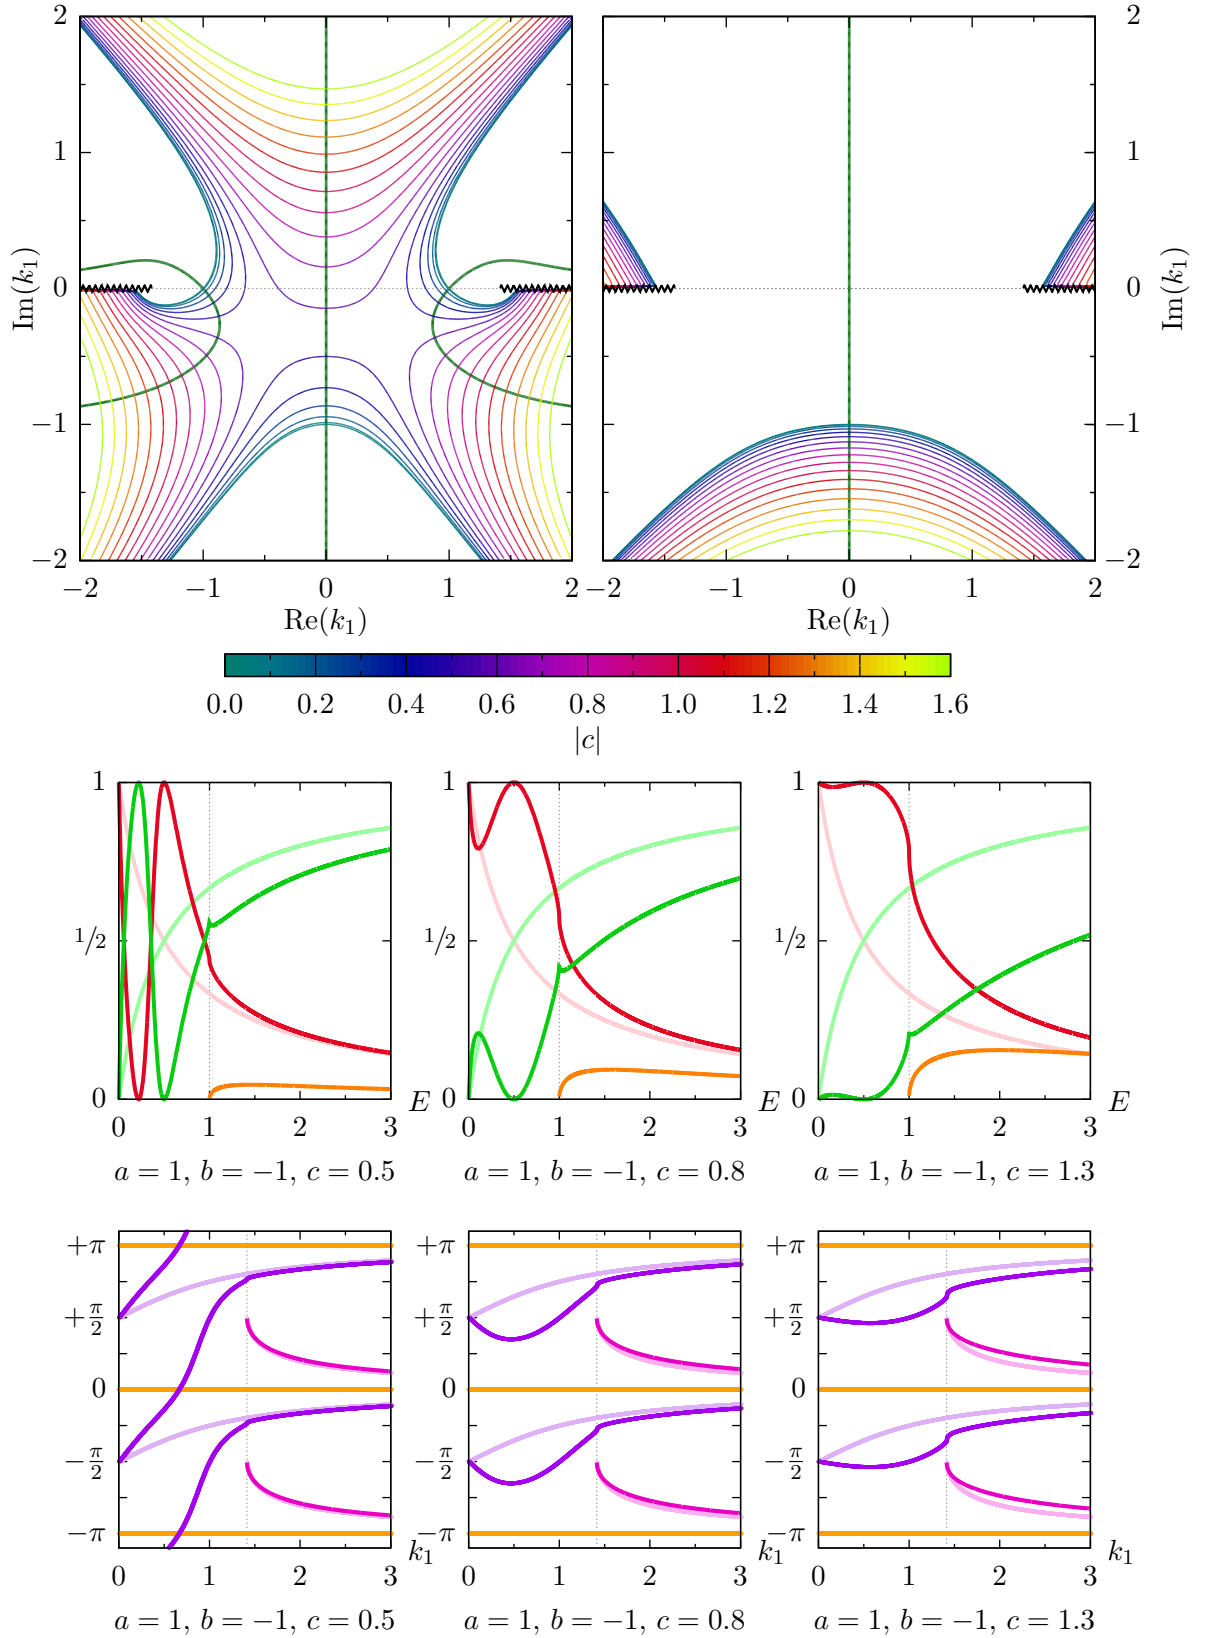 2
1
0
−1
−2
Im(k₁)
−2
−1
0
1
2
Re(k₁)
−2
−1
0
1
2
Re(k₁)
2
1
0
−1
−2
Im(k₁)
0.0 0.2 0.4 0.6 0.8 1.0 1.2 1.4 1.6
|c|
1
1/2
0
0 1 2 3
E
a = 1, b = −1, c = 0.5
1
1/2
0
0 1 2 3
E
a = 1, b = −1, c = 0.8
1
1/2
0
0 1 2 3
E
a = 1, b = −1, c = 1.3
+π
+π/2
0
−π/2
−π
0 1 2 3
k₁
a = 1, b = −1, c = 0.5
+π
+π/2
0
−π/2
−π
0 1 2 3
k₁
a = 1, b = −1, c = 0.8
+π
+π/2
0
−π/2
−π
0 1 2 3
k₁
a = 1, b = −1, c = 1.3